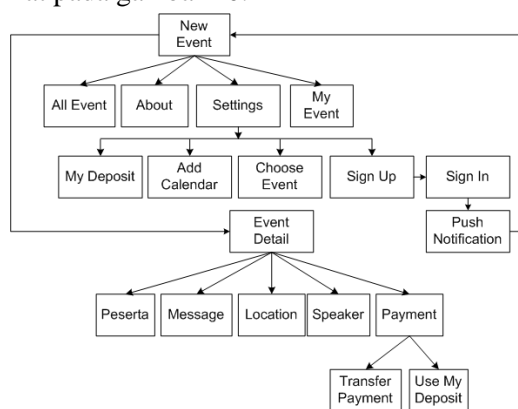 New
Event
All Event
About
Settings
My
Event
My Deposit
Add
Calendar
Choose
Event
Sign Up
Sign In
Event
Detail
Push
Notification
Peserta
Message
Location
Speaker
Payment
Transfer
Payment
Use My
Deposit